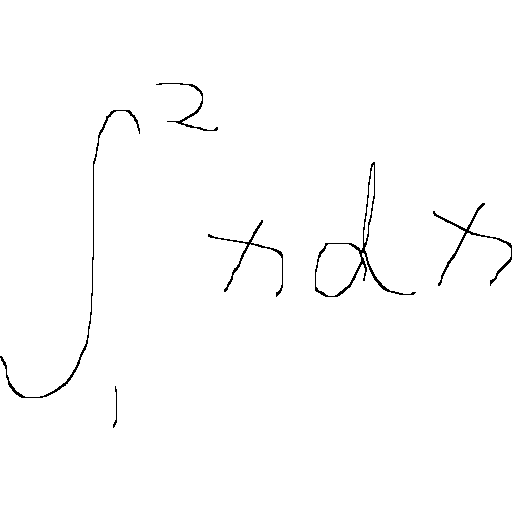 ∫₁² x dx